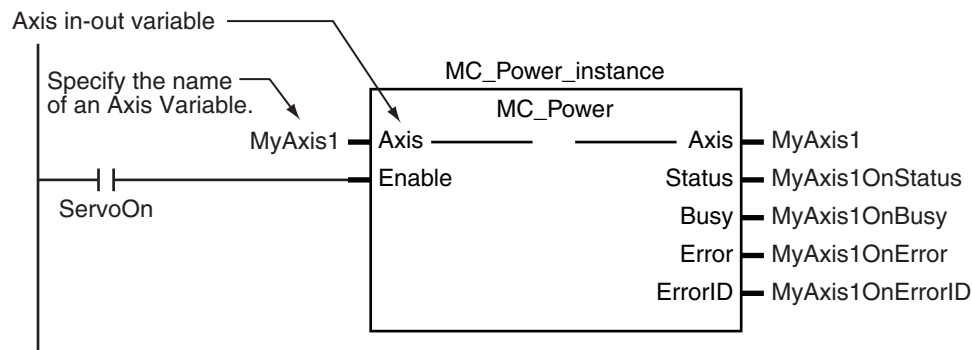 Axis in-out variable
Specify the name
of an Axis Variable.
MC_Power_instance
MC_Power
MyAxis1
Axis
Axis
MyAxis1
ServoOn
Enable
Status
MyAxis1OnStatus
Busy
MyAxis1OnBusy
Error
MyAxis1OnError
ErrorID
MyAxis1OnErrorID